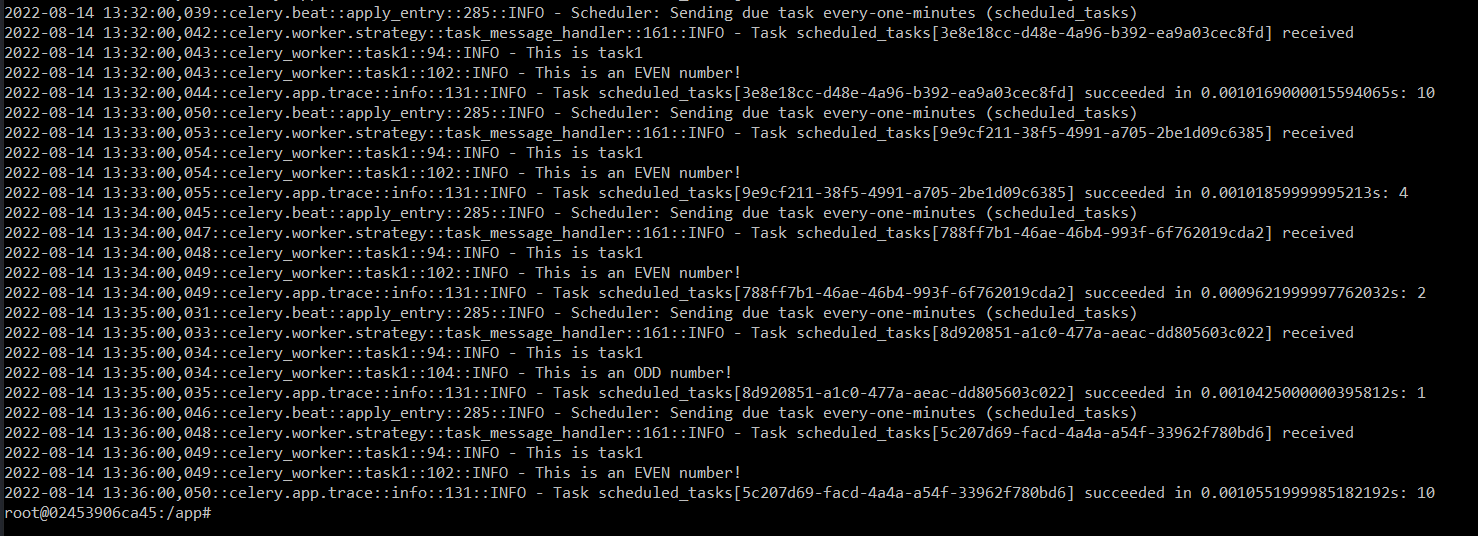 2022-08-14 13:32:00,039::celery.beat::apply_entry::285::INFO - Scheduler: Sending due task every-one-minutes (scheduled_tasks)
2022-08-14 13:32:00,042::celery.worker.strategy::task_message_handler::161::INFO - Task scheduled_tasks[3e8e18cc-d48e-4a96-b392-ea9a03cec8fd] received
2022-08-14 13:32:00,043::celery_worker::task1::94::INFO - This is task1
2022-08-14 13:32:00,043::celery_worker::task1::102::INFO - This is an EVEN number!
2022-08-14 13:32:00,044::celery.app.trace::info::131::INFO - Task scheduled_tasks[3e8e18cc-d48e-4a96-b392-ea9a03cec8fd] succeeded in 0.0010169000015594065s: 10
2022-08-14 13:33:00,050::celery.beat::apply_entry::285::INFO - Scheduler: Sending due task every-one-minutes (scheduled_tasks)
2022-08-14 13:33:00,053::celery.worker.strategy::task_message_handler::161::INFO - Task scheduled_tasks[9e9cf211-38f5-4991-a705-2be1d09c6385] received
2022-08-14 13:33:00,054::celery_worker::task1::94::INFO - This is task1
2022-08-14 13:33:00,054::celery_worker::task1::102::INFO - This is an EVEN number!
2022-08-14 13:33:00,055::celery.app.trace::info::131::INFO - Task scheduled_tasks[9e9cf211-38f5-4991-a705-2be1d09c6385] succeeded in 0.00101859999995213s: 4
2022-08-14 13:34:00,045::celery.beat::apply_entry::285::INFO - Scheduler: Sending due task every-one-minutes (scheduled_tasks)
2022-08-14 13:34:00,047::celery.worker.strategy::task_message_handler::161::INFO - Task scheduled_tasks[788ff7b1-46ae-46b4-993f-6f762019cda2] received
2022-08-14 13:34:00,048::celery_worker::task1::94::INFO - This is task1
2022-08-14 13:34:00,049::celery_worker::task1::102::INFO - This is an EVEN number!
2022-08-14 13:34:00,049::celery.app.trace::info::131::INFO - Task scheduled_tasks[788ff7b1-46ae-46b4-993f-6f762019cda2] succeeded in 0.0009621999997762032s: 2
2022-08-14 13:35:00,031::celery.beat::apply_entry::285::INFO - Scheduler: Sending due task every-one-minutes (scheduled_tasks)
2022-08-14 13:35:00,033::celery.worker.strategy::task_message_handler::161::INFO - Task scheduled_tasks[8d920851-a1c0-477a-aeac-dd805603c022] received
2022-08-14 13:35:00,034::celery_worker::task1::94::INFO - This is task1
2022-08-14 13:35:00,034::celery_worker::task1::104::INFO - This is an ODD number!
2022-08-14 13:35:00,035::celery.app.trace::info::131::INFO - Task scheduled_tasks[8d920851-a1c0-477a-aeac-dd805603c022] succeeded in 0.0010425000000395812s: 1
2022-08-14 13:36:00,046::celery.beat::apply_entry::285::INFO - Scheduler: Sending due task every-one-minutes (scheduled_tasks)
2022-08-14 13:36:00,048::celery.worker.strategy::task_message_handler::161::INFO - Task scheduled_tasks[5c207d69-facd-4a4a-a54f-33962f780bd6] received
2022-08-14 13:36:00,049::celery_worker::task1::94::INFO - This is task1
2022-08-14 13:36:00,049::celery_worker::task1::102::INFO - This is an EVEN number!
2022-08-14 13:36:00,050::celery.app.trace::info::131::INFO - Task scheduled_tasks[5c207d69-facd-4a4a-a54f-33962f780bd6] succeeded in 0.0010551999985182192s: 10
root@02453906ca45:/app#